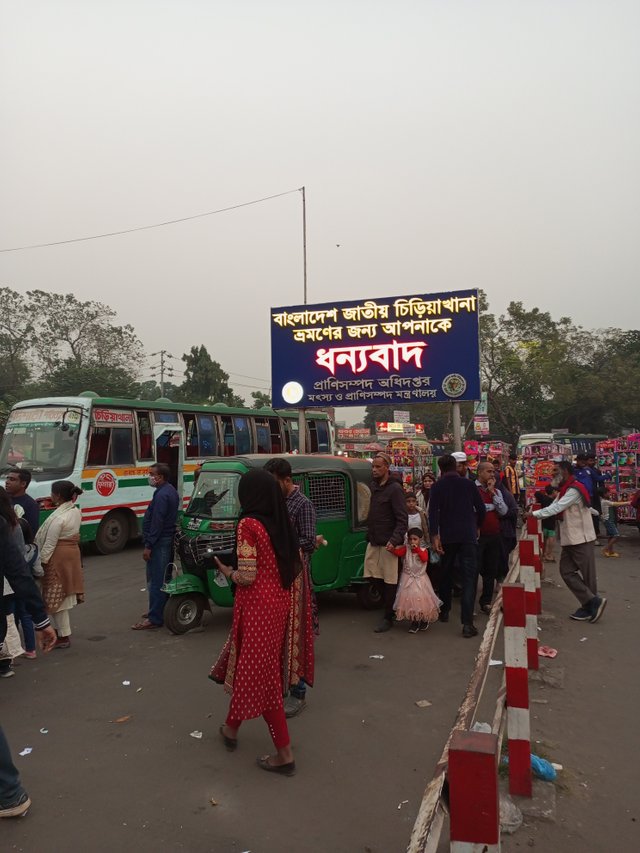 বাংলাদেশ জাতীয় চিড়িয়াখানা
ভ্রমণের জন্য আপনাকে
ধন্যবাদ
প্রাণিসম্পদ অধিদপ্তর
মৎস্য ও প্রাণিসম্পদ মন্ত্রণালয়
চিড়িয়াখানা